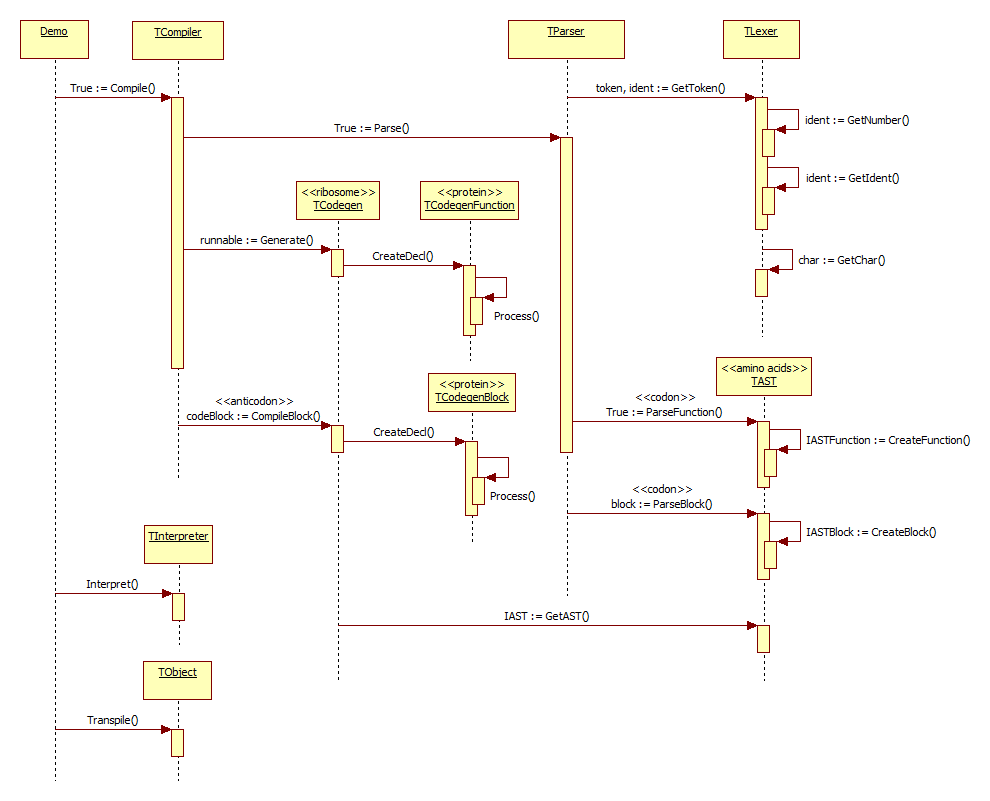 Demo
TCompiler
TParser
TLexer
True := Compile()
token, ident := GetToken()
ident := GetNumber()
True := Parse()
ident := GetIdent()
<<ribosome>>
TCodegen
<<protein>>
TCodegenFunction
runnable := Generate()
CreateDecl()
char := GetChar()
Process()
<<amino acids>>
TAST
<<protein>>
TCodegenBlock
<<anticodon>>
codeBlock := CompileBlock()
<<codon>>
True := ParseFunction()
CreateDecl()
IASTFunction := CreateFunction()
Process()
<<codon>>
block := ParseBlock()
IASTBlock := CreateBlock()
TInterpreter
Interpret()
IAST := GetAST()
TObject
Transpile()